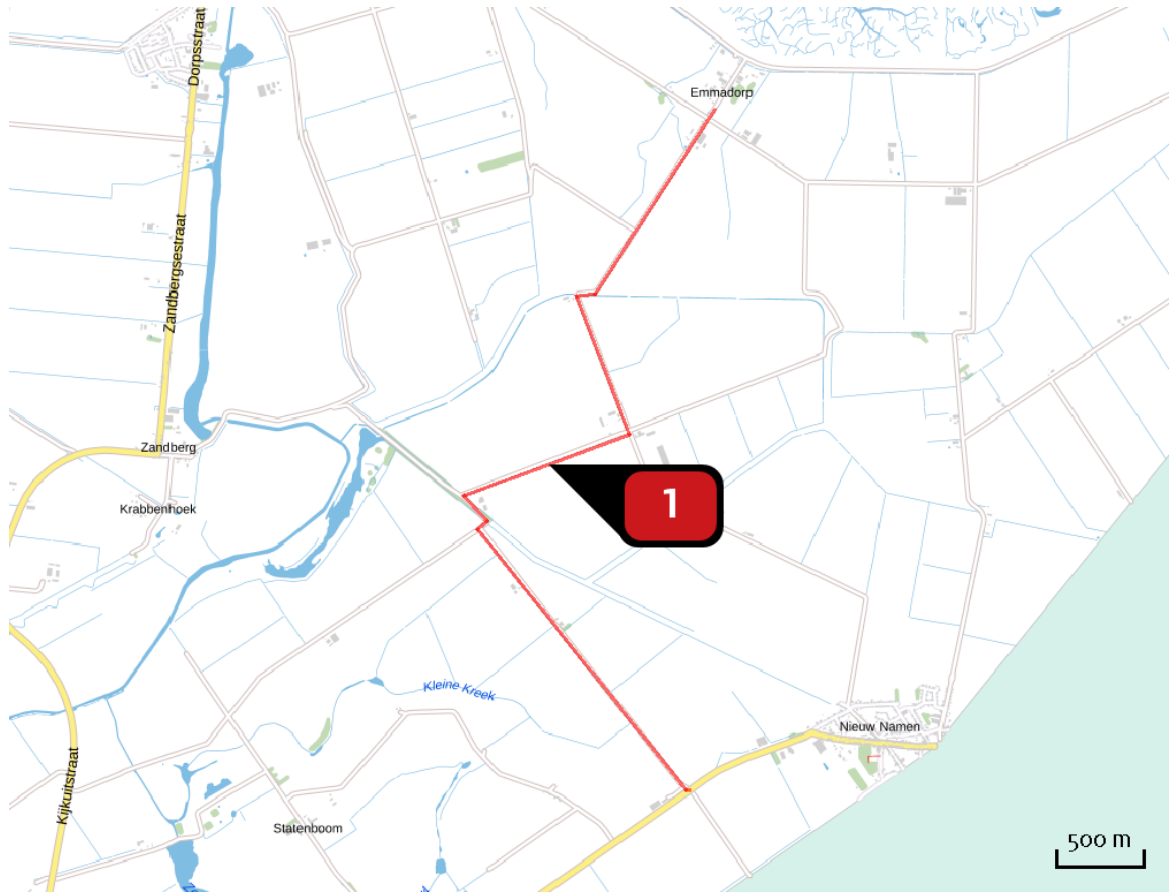 Dorpsstraat
Emmadorp
Zandbergsestraat
Zandberg
Krabbenhoek
1
Kleine Kreek
Nieuw Namen
Kijkuitstraat
Statenboom
500 m